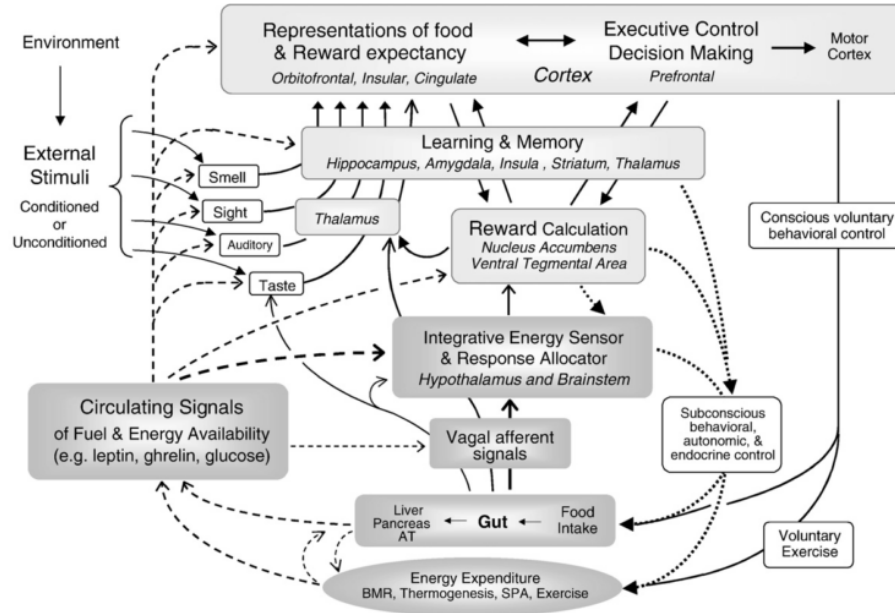 Environment
External
Stimuli
Conditioned
or
Unconditioned
Representations of food
& Reward expectancy
Orbitofrontal, Insular, Cingulate
Cortex
Executive Control
Decision Making
Prefrontal
Motor
Cortex
Learning & Memory
Hippocampus, Amygdala, Insula , Striatum, Thalamus
Smell
Sight
Auditory
Taste
Thalamus
Reward Calculation
Nucleus Accumbens
Ventral Tegmental Area
Conscious voluntary
behavioral control
Integrative Energy Sensor
& Response Allocator
Hypothalamus and Brainstem
Circulating Signals
of Fuel & Energy Availability
(e.g. leptin, ghrelin, glucose)
Vagal afferent
signals
Subconscious
behavioral,
autonomic, &
endocrine control
Liver
Pancreas
AT
Gut
Food
Intake
Voluntary
Exercise
Energy Expenditure
BMR, Thermogenesis, SPA, Exercise